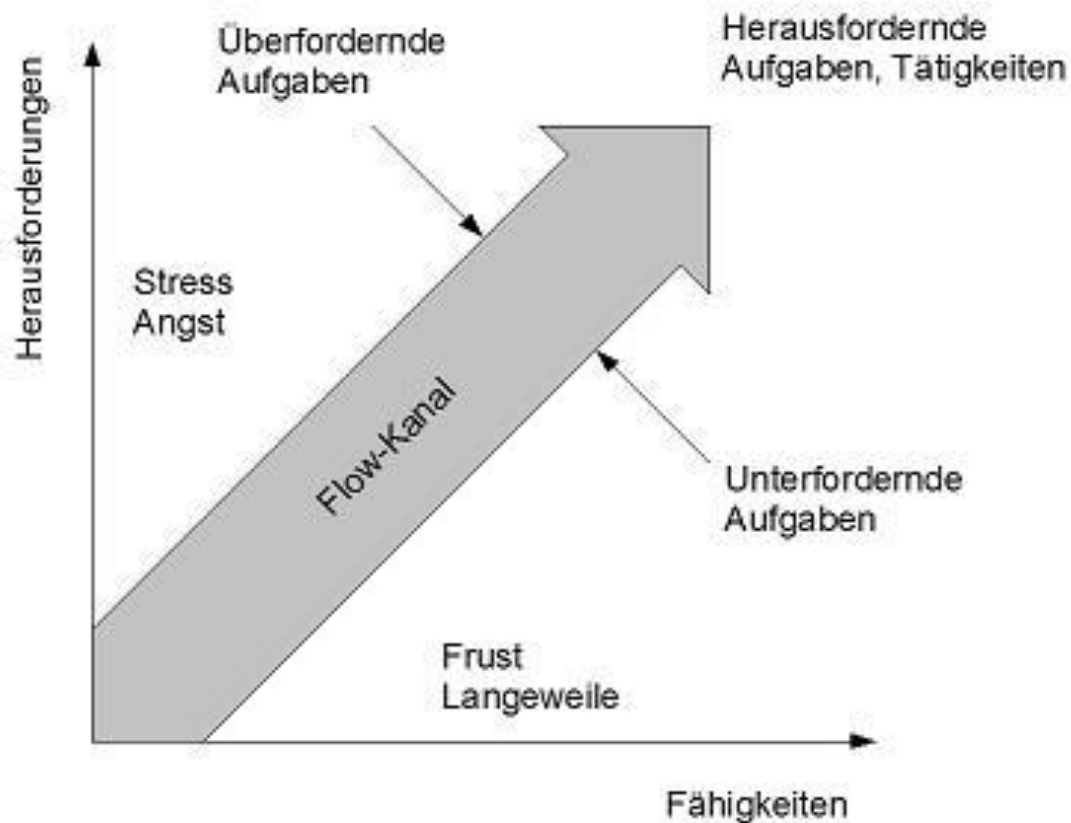 Überfordernde
Aufgaben
Herausfordernde
Aufgaben, Tätigkeiten
Herausforderungen
Stress
Angst
Flow-Kanal
Unterfordernde
Aufgaben
Frust
Langeweile
Fähigkeiten